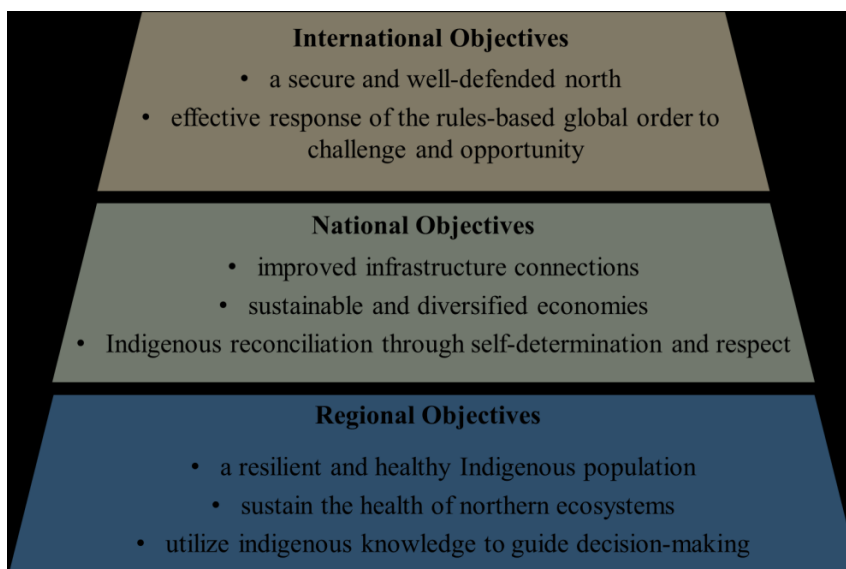 International Objectives
• a secure and well-defended north
• effective response of the rules-based global order to
challenge and opportunity
National Objectives
• improved infrastructure connections
• sustainable and diversified economies
• Indigenous reconciliation through self-determination and respect
Regional Objectives
• a resilient and healthy Indigenous population
• sustain the health of northern ecosystems
• utilize indigenous knowledge to guide decision-making